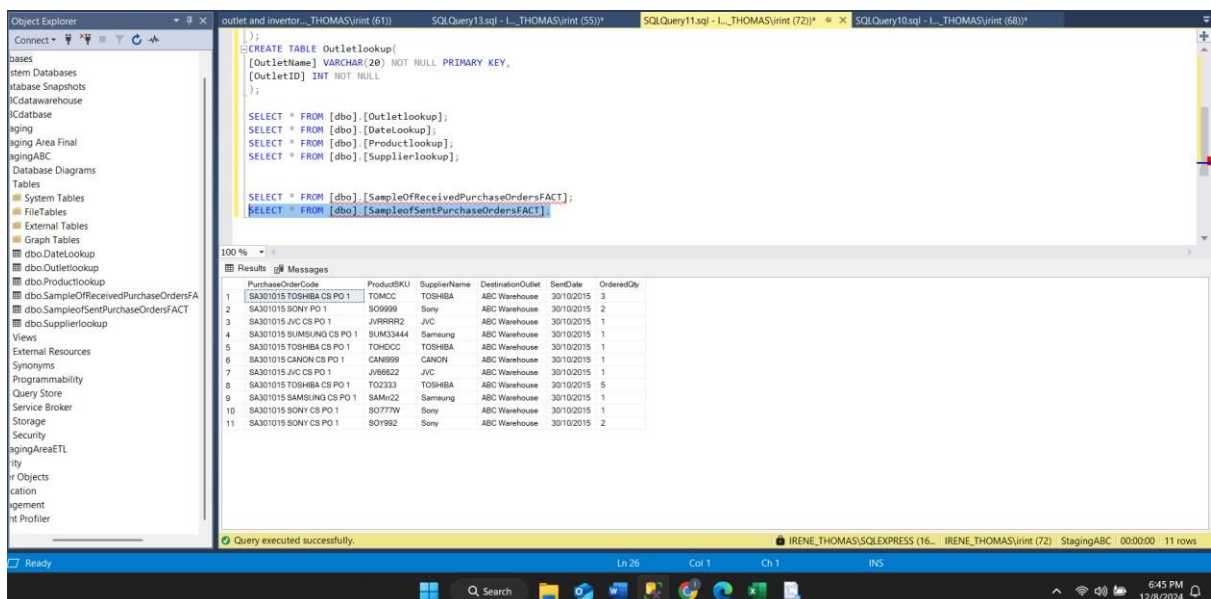 Object Explorer
Connect
bases
stem Databases
atabase Snapshots
Cdatawarehouse
Cdatbase
aging
aging Area Final
agingABC
Database Diagrams
Tables
System Tables
FileTables
External Tables
Graph Tables
dbo.DateLookup
dbo.Outletlookup
dbo.Productlookup
dbo.SampleOfReceivedPurchaseOrdersFA
dbo.SampleofSentPurchaseOrdersFACT
dbo.Supplierlookup
Views
External Resources
Synonyms
Programmability
Query Store
Service Broker
Storage
Security
agingAreaETL
ity
er Objects
cation
agement
nt Profiler
outlet and invertor..._THOMAS\irint (61)) SQLQuery13.sql - I..._THOMAS\irint (55))* SQLQuery11.sql - I..._THOMAS\irint (72))* SQLQuery10.sql - I..._THOMAS\irint (68))*
);
CREATE TABLE Outletlookup(
[OutletName] VARCHAR(20) NOT NULL PRIMARY KEY,
[OutletID] INT NOT NULL
);
SELECT * FROM [dbo].[Outletlookup];
SELECT * FROM [dbo].[DateLookup];
SELECT * FROM [dbo].[Productlookup];
SELECT * FROM [dbo].[Supplierlookup];
SELECT * FROM [dbo].[SampleOfReceivedPurchaseOrdersFACT];
SELECT * FROM [dbo].[SampleofSentPurchaseOrdersFACT];
100 %
Results Messages
PurchaseOrderCode ProductSKU SupplierName DestinationOutlet SentDate OrderedQty
1 SA301015 TOSHIBA CS PO 1 TOMCC TOSHIBA ABC Warehouse 30/10/2015 3
2 SA301015 SONY PO 1 SO9999 Sony ABC Warehouse 30/10/2015 2
3 SA301015 JVC CS PO 1 JVRRRR2 JVC ABC Warehouse 30/10/2015 1
4 SA301015 SUMSUNG CS PO 1 SUM33444 Samsung ABC Warehouse 30/10/2015 1
5 SA301015 TOSHIBA CS PO 1 TOHDCC TOSHIBA ABC Warehouse 30/10/2015 1
6 SA301015 CANON CS PO 1 CANI999 CANON ABC Warehouse 30/10/2015 1
7 SA301015 JVC CS PO 1 JV66622 JVC ABC Warehouse 30/10/2015 1
8 SA301015 TOSHIBA CS PO 1 TO2333 TOSHIBA ABC Warehouse 30/10/2015 5
9 SA301015 SAMSUNG CS PO 1 Samsung ABC Warehouse 30/10/2015 1
10 SA301015 SONY CS PO 1 SO777W Sony ABC Warehouse 30/10/2015 1
11 SA301015 SONY CS PO 1 SOY992 Sony ABC Warehouse 30/10/2015 2
Query executed successfully. IRENE_THOMAS\SQLEXPRESS (16... IRENE_THOMAS\irint (72) StagingABC 00:00:00 11 rows
Ready Ln 26 Col 1 Ch 1 INS
Search
6:45 PM
12/8/2024